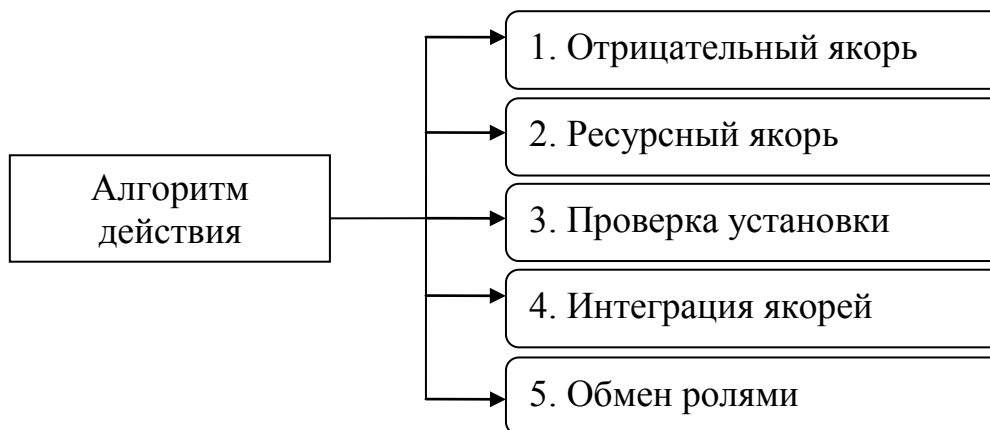 Алгоритм
действия
1. Отрицательный якорь
2. Ресурсный якорь
3. Проверка установки
4. Интеграция якорей
5. Обмен ролями